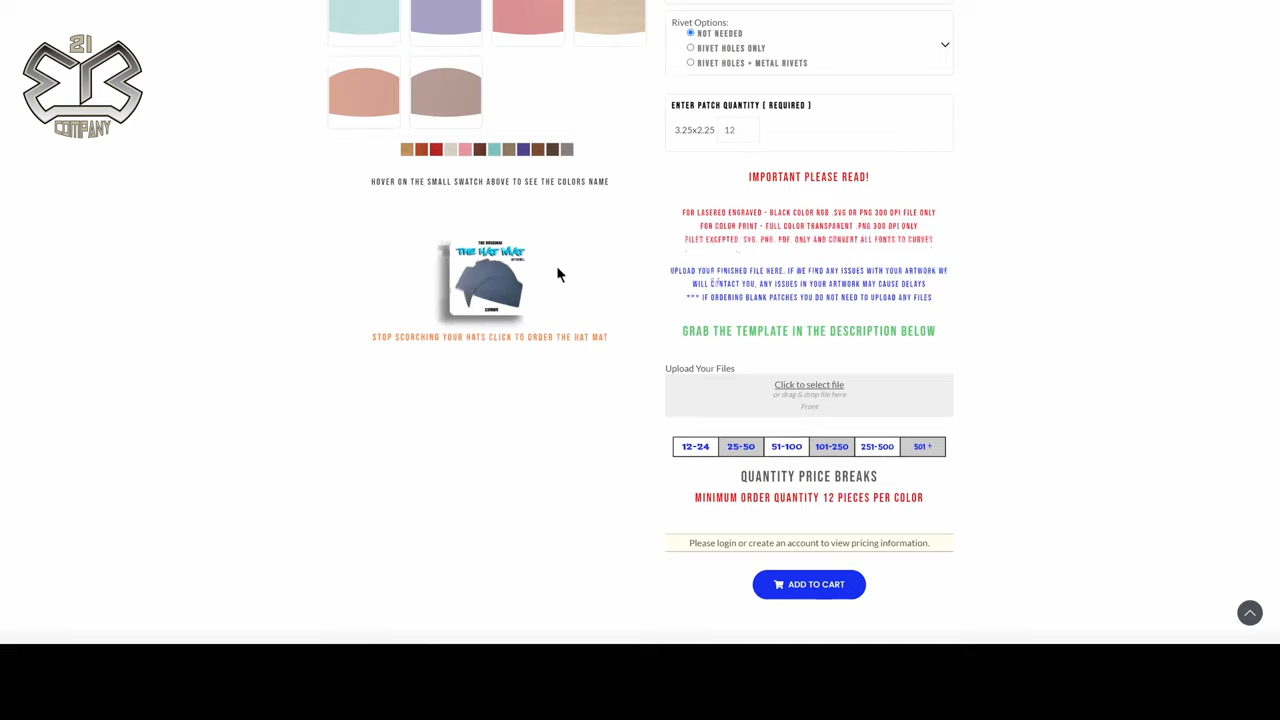 21
COMPANY
Rivet Options:
NOT NEEDED
RIVET HOLES ONLY
RIVET HOLES + METAL RIVETS
ENTER PATCH QUANTITY ( REQUIRED )
3.25x2.25 12
HOVER ON THE SMALL SWATCH ABOVE TO SEE THE COLORS NAME
THE ORIGINAL
THE HAT MAT
STOP SCORCHING YOUR HATS CLICK TO ORDER THE HAT MAT
IMPORTANT PLEASE READ!
FOR LASERED ENGRAVED - BLACK COLOR RGB .SVG OR PNG 300 DPI FILE ONLY
FOR COLOR PRINT - FULL COLOR TRANSPARENT .PNG 300 DPI ONLY
FILES EXCEPTED. SVG, PNG, PDF, ONLY AND CONVERT ALL FONTS TO CURVES
UPLOAD YOUR FINISHED FILE HERE. IF WE FIND ANY ISSUES WITH YOUR ARTWORK WE
WILL CONTACT YOU, ANY ISSUES IN YOUR ARTWORK MAY CAUSE DELAYS
*** IF ORDERING BLANK PATCHES YOU DO NOT NEED TO UPLOAD ANY FILES
GRAB THE TEMPLATE IN THE DESCRIPTION BELOW
Upload Your Files
Click to select file
or drag & drop file here
Front
12-24 25-50 51-100 101-250 251-500 501 +
QUANTITY PRICE BREAKS
MINIMUM ORDER QUANTITY 12 PIECES PER COLOR
Please login or create an account to view pricing information.
ADD TO CART